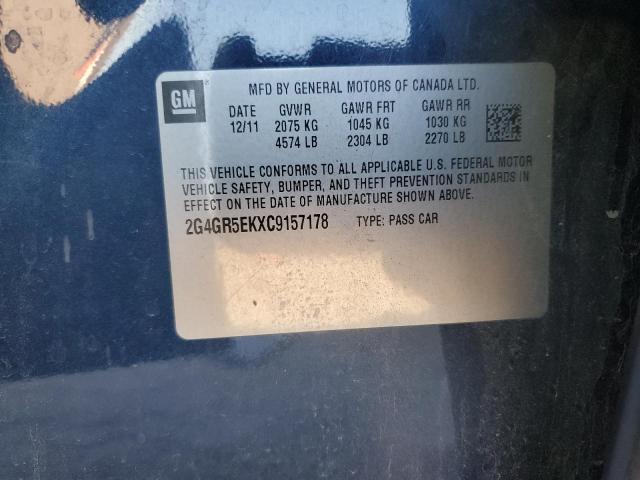 GM
MFD BY GENERAL MOTORS OF CANADA LTD.
DATE GVWR GAWR FRT GAWR RR
12/11 2075 KG 1045 KG 1030 KG
4574 LB 2304 LB 2270 LB
THIS VEHICLE CONFORMS TO ALL APPLICABLE U.S. FEDERAL MOTOR
VEHICLE SAFETY, BUMPER, AND THEFT PREVENTION STANDARDS IN
EFFECT ON THE DATE OF MANUFACTURE SHOWN ABOVE.
2G4GR5EKXC9157178 TYPE: PASS CAR